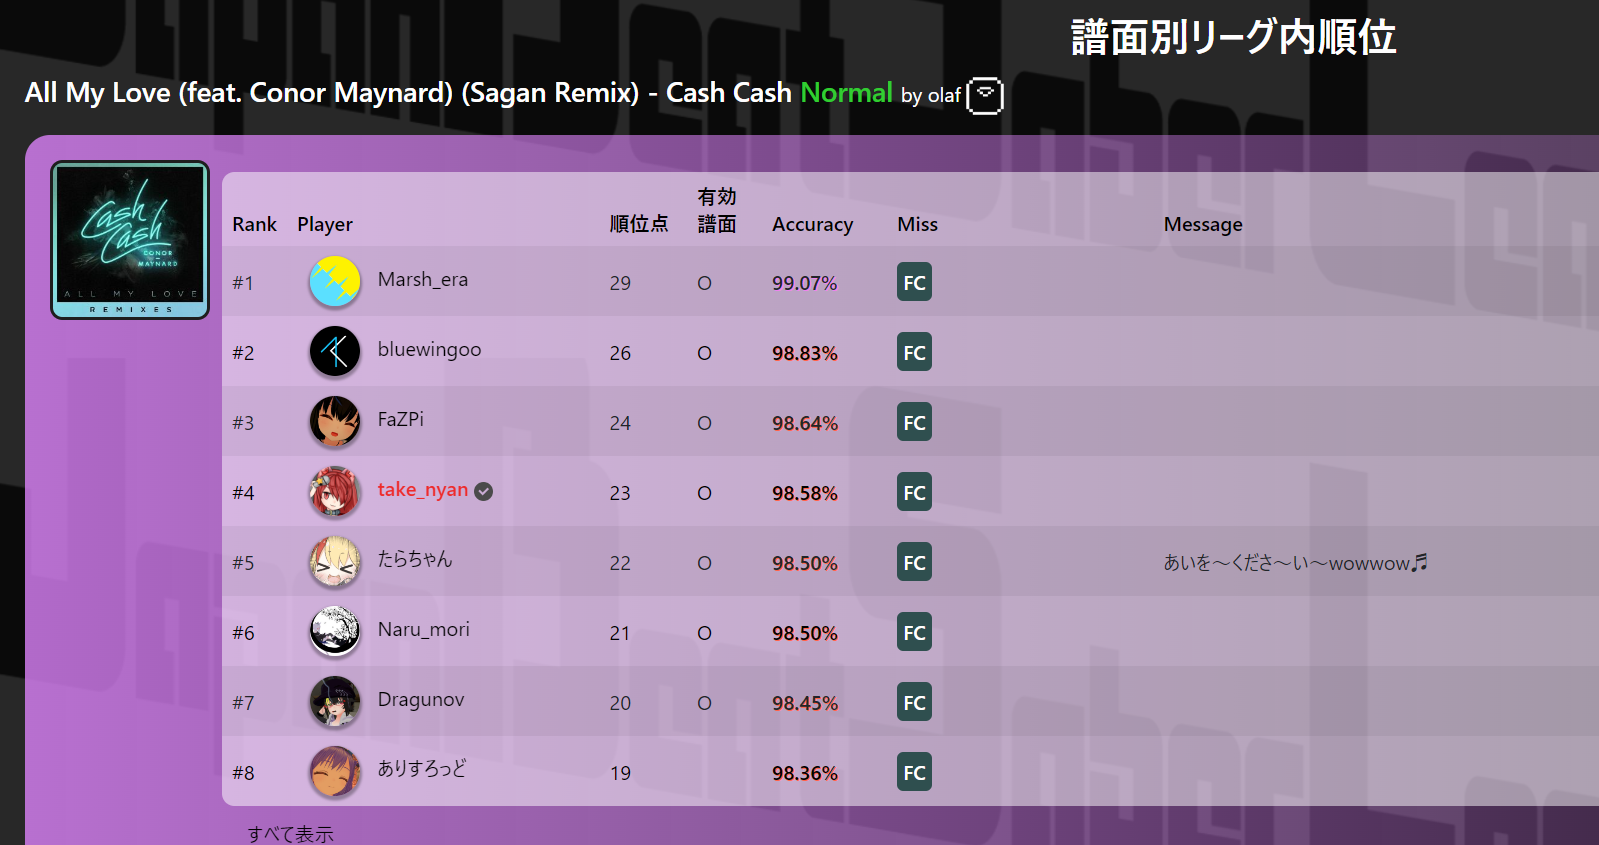 譜面別リーグ内順位
All My Love (feat. Conor Maynard) (Sagan Remix) - Cash Cash Normal by olaf
Cash
Cash
CONOR
MAYNARD
ALL MY LOVE
REMIXES
Rank Player 順位点 有効譜面 Accuracy Miss Message
#1 Marsh_era 29 O 99.07% FC
#2 bluewingoo 26 O 98.83% FC
#3 FaZPi 24 O 98.64% FC
#4 take_nyan 23 O 98.58% FC
#5 たらちゃん 22 O 98.50% FC あいを〜くださ〜い〜wowwow♬
#6 Naru_mori 21 O 98.50% FC
#7 Dragunov 20 O 98.45% FC
#8 ありすろっど 19 98.36% FC
すべて表示